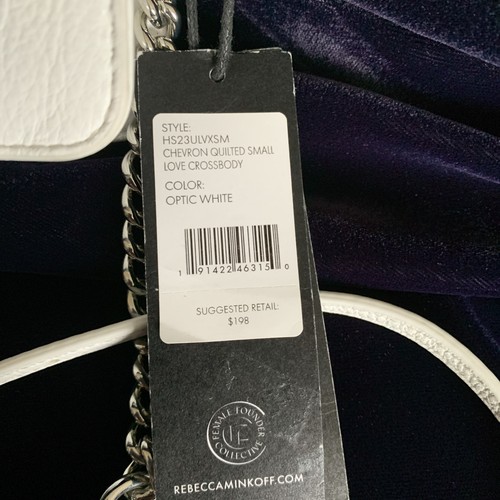 STYLE:
HS23ULVXSM
CHEVRON QUILTED SMALL
LOVE CROSSBODY
COLOR:
OPTIC WHITE
1 91422 46315 0
SUGGESTED RETAIL:
$198
FEMALE FOUNDER
COLLECTIVE
REBECCAMINKOFF.COM